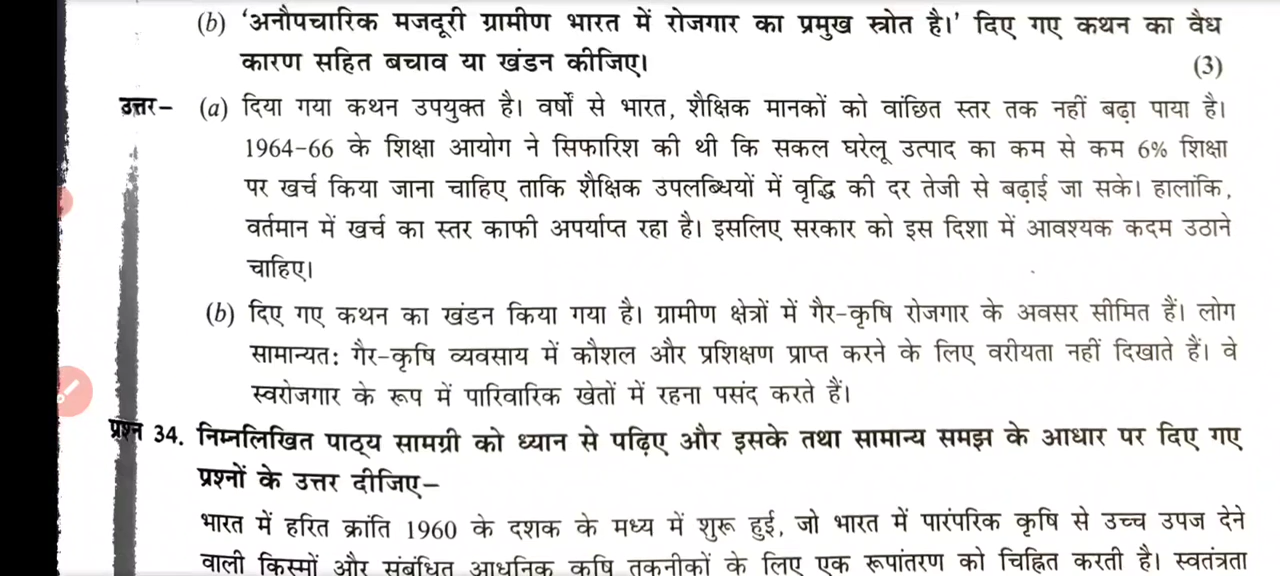 (b) ‘अनौपचारिक मजदूरी ग्रामीण भारत में रोजगार का प्रमुख स्त्रोत है।’ दिए गए कथन का वैध
कारण सहित बचाव या खंडन कीजिए। (3)
उत्तर– (a) दिया गया कथन उपयुक्त है। वर्षों से भारत, शैक्षिक मानकों को वांछित स्तर तक नहीं बढ़ा पाया है।
1964–66 के शिक्षा आयोग ने सिफारिश की थी कि सकल घरेलू उत्पाद का कम से कम 6% शिक्षा
पर खर्च किया जाना चाहिए ताकि शैक्षिक उपलब्धियों में वृद्धि की दर तेजी से बढ़ाई जा सके। हालांकि,
वर्तमान में खर्च का स्तर काफी अपर्याप्त रहा है। इसलिए सरकार को इस दिशा में आवश्यक कदम उठाने
चाहिए।
(b) दिए गए कथन का खंडन किया गया है। ग्रामीण क्षेत्रों में गैर–कृषि रोजगार के अवसर सीमित हैं। लोग
सामान्यत: गैर–कृषि व्यवसाय में कौशल और प्रशिक्षण प्राप्त करने के लिए वरीयता नहीं दिखाते हैं। वे
स्वरोजगार के रूप में पारिवारिक खेतों में रहना पसंद करते हैं।
प्रश्न 34. निम्नलिखित पाठ्य सामग्री को ध्यान से पढ़िए और इसके तथा सामान्य समझ के आधार पर दिए गए
प्रश्नों के उत्तर दीजिए–
भारत में हरित क्रांति 1960 के दशक के मध्य में शुरू हुई, जो भारत में पारंपरिक कृषि से उच्च उपज देने
वाली किस्मों और संबंधित आधुनिक कृषि तकनीकों के लिए एक रूपांतरण को चिह्नित करती है। स्वतंत्रता